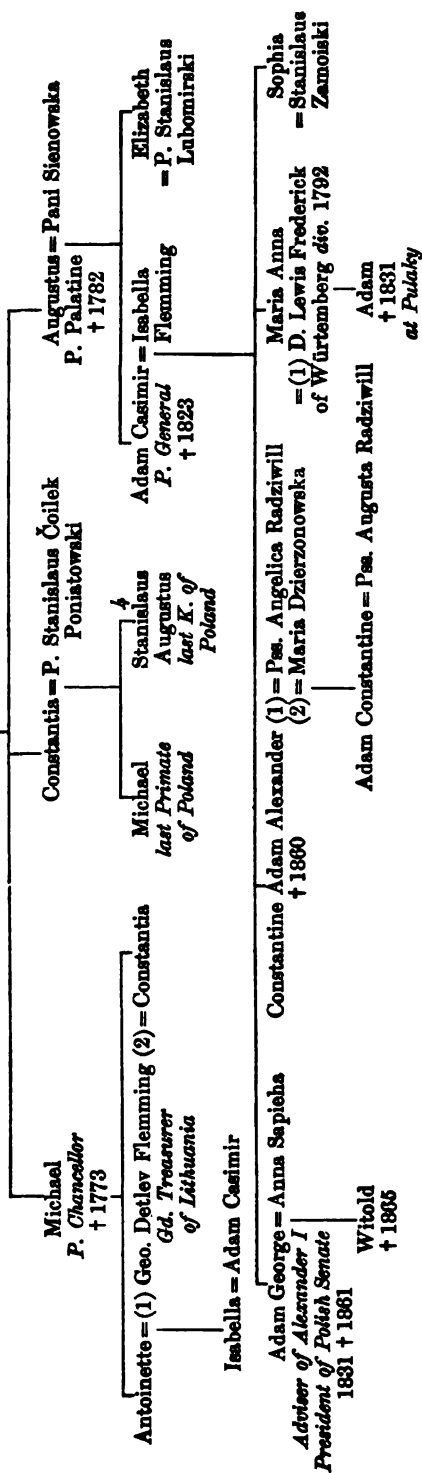 Michael
P. Chancellor
† 1773
Constantia = P. Stanislaus Čoilek
Poniatowski
Augustus = Pani Sienowska
P. Palatine
† 1782
Antoinette = (1) Geo. Detlev Flemming (2) = Constantia
Gd. Treasurer
of Lithuania
Michael
last Primate
of Poland
Stanislaus
Augustus
last K. of
Poland
Adam Casimir = Isabella
P. General Flemming
† 1823
Elizabeth
= P. Stanislaus
Lubomirski
Isabella = Adam Casimir
Adam George = Anna Sapieha
Adviser of Alexander I
President of Polish Senate
1831 † 1861
Constantine Adam Alexander (1) = Pss. Angelica Radziwill
† 1860 (2) = Maria Dzierzonowska
Maria Anna
= (1) D. Lewis Frederick
of Würtemberg div. 1792
Sophia
= Stanislaus
Zamoiski
Witold
† 1865
Adam Constantine = Pss. Augusta Radziwill
Adam
† 1831
at Pulaky